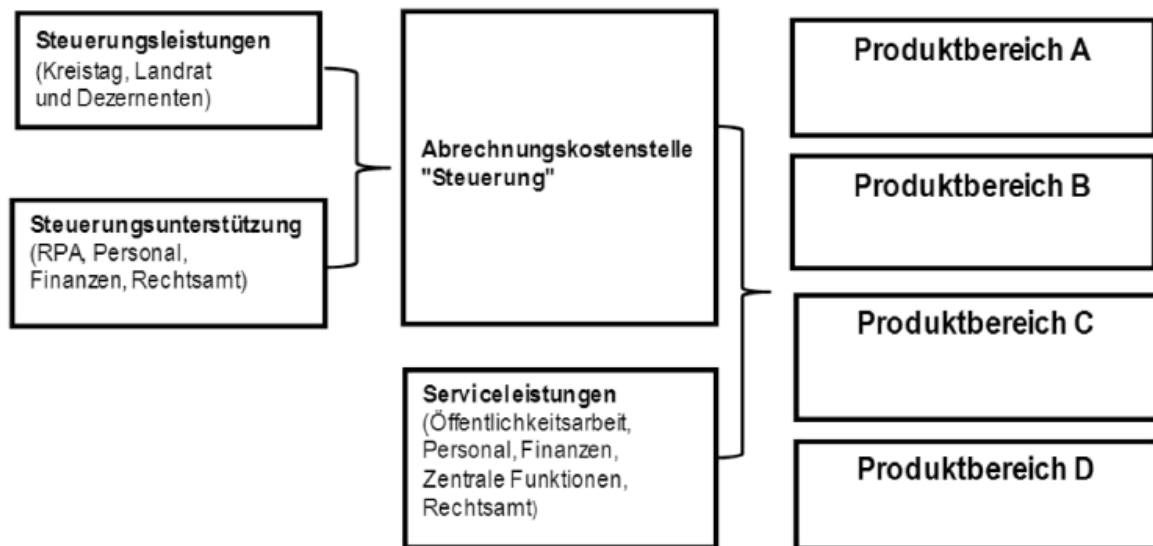 Steuerungsleistungen
(Kreistag, Landrat
und Dezernenten)
Steuerungsunterstützung
(RPA, Personal,
Finanzen, Rechtsamt)
Abrechnungskostenstelle
"Steuerung"
Serviceleistungen
(Öffentlichkeitsarbeit,
Personal, Finanzen,
Zentrale Funktionen,
Rechtsamt)
Produktbereich A
Produktbereich B
Produktbereich C
Produktbereich D